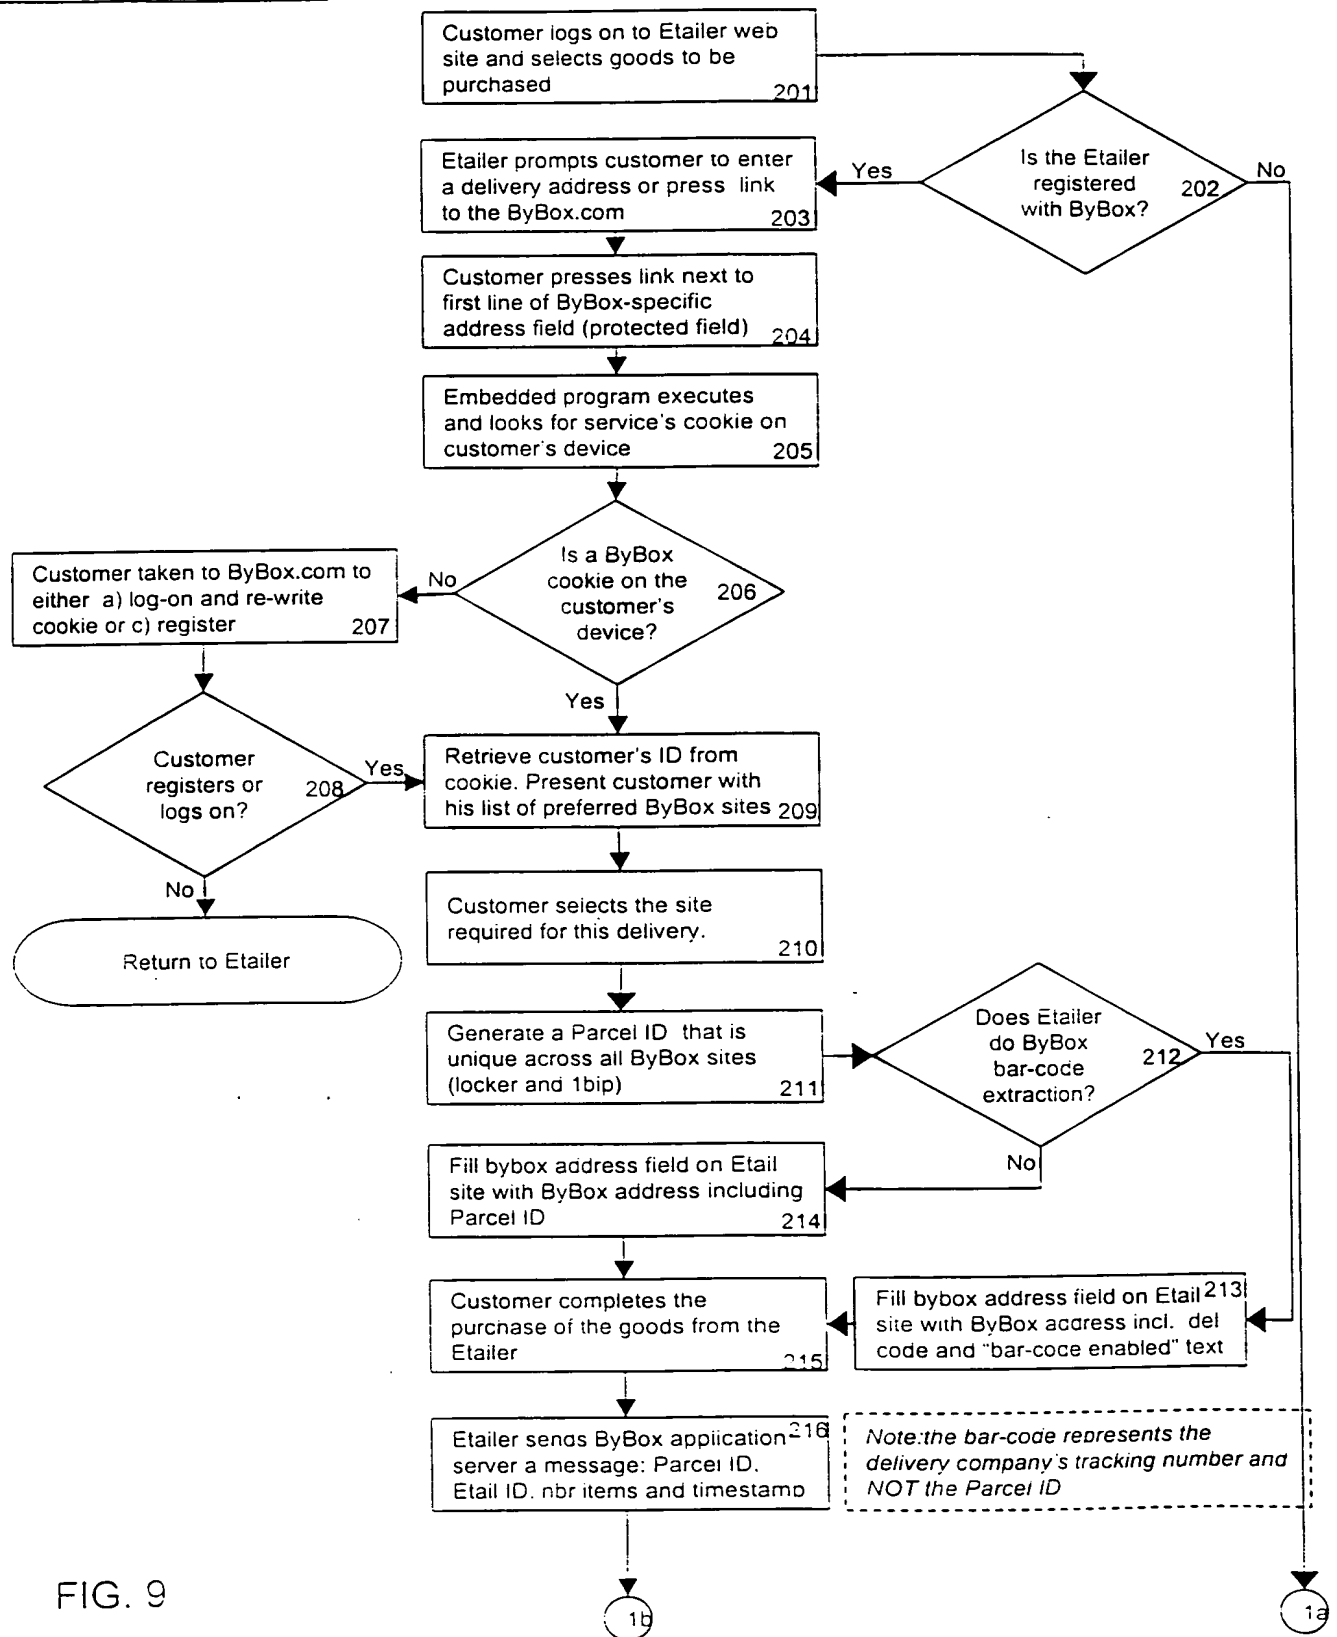 Customer logs on to Etailer web
site and selects goods to be
purchased
201
Is the Etailer
registered
with ByBox?
202
Yes
No
Etailer prompts customer to enter
a delivery address or press link
to the ByBox.com
203
Customer presses link next to
first line of ByBox-specific
address field (protected field)
204
Embedded program executes
and looks for service's cookie on
customer's device
205
Is a ByBox
cookie on the
customer's
device?
206
No
Yes
Customer taken to ByBox.com to
either a) log-on and re-write
cookie or c) register
207
Customer
registers or
logs on?
208
Yes
No
Return to Etailer
Retrieve customer's ID from
cookie. Present customer with
his list of preferred ByBox sites
209
Customer selects the site
required for this delivery.
210
Generate a Parcel ID that is
unique across all ByBox sites
(locker and 1bip)
211
Does Etailer
do ByBox
bar-code
extraction?
212
Yes
No
Fill bybox address field on Etail
site with ByBox address including
Parcel ID
214
Fill bybox address field on Etail
site with ByBox address incl. del
code and "bar-code enabled" text
213
Customer completes the
purchase of the goods from the
Etailer
215
Etailer sends ByBox application
server a message: Parcel ID,
Etail ID, nbr items and timestamp
216
Note:the bar-code represents the
delivery company's tracking number and
NOT the Parcel ID
1b
1a
FIG. 9